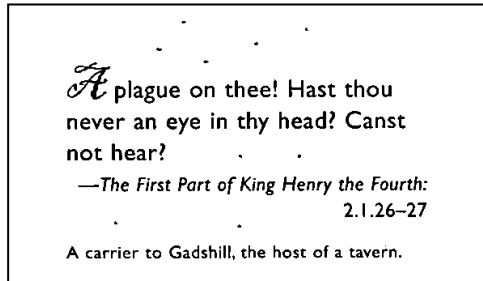 A plague on thee! Hast thou
never an eye in thy head? Canst
not hear?
—The First Part of King Henry the Fourth:
2.1.26–27
A carrier to Gadshill, the host of a tavern.